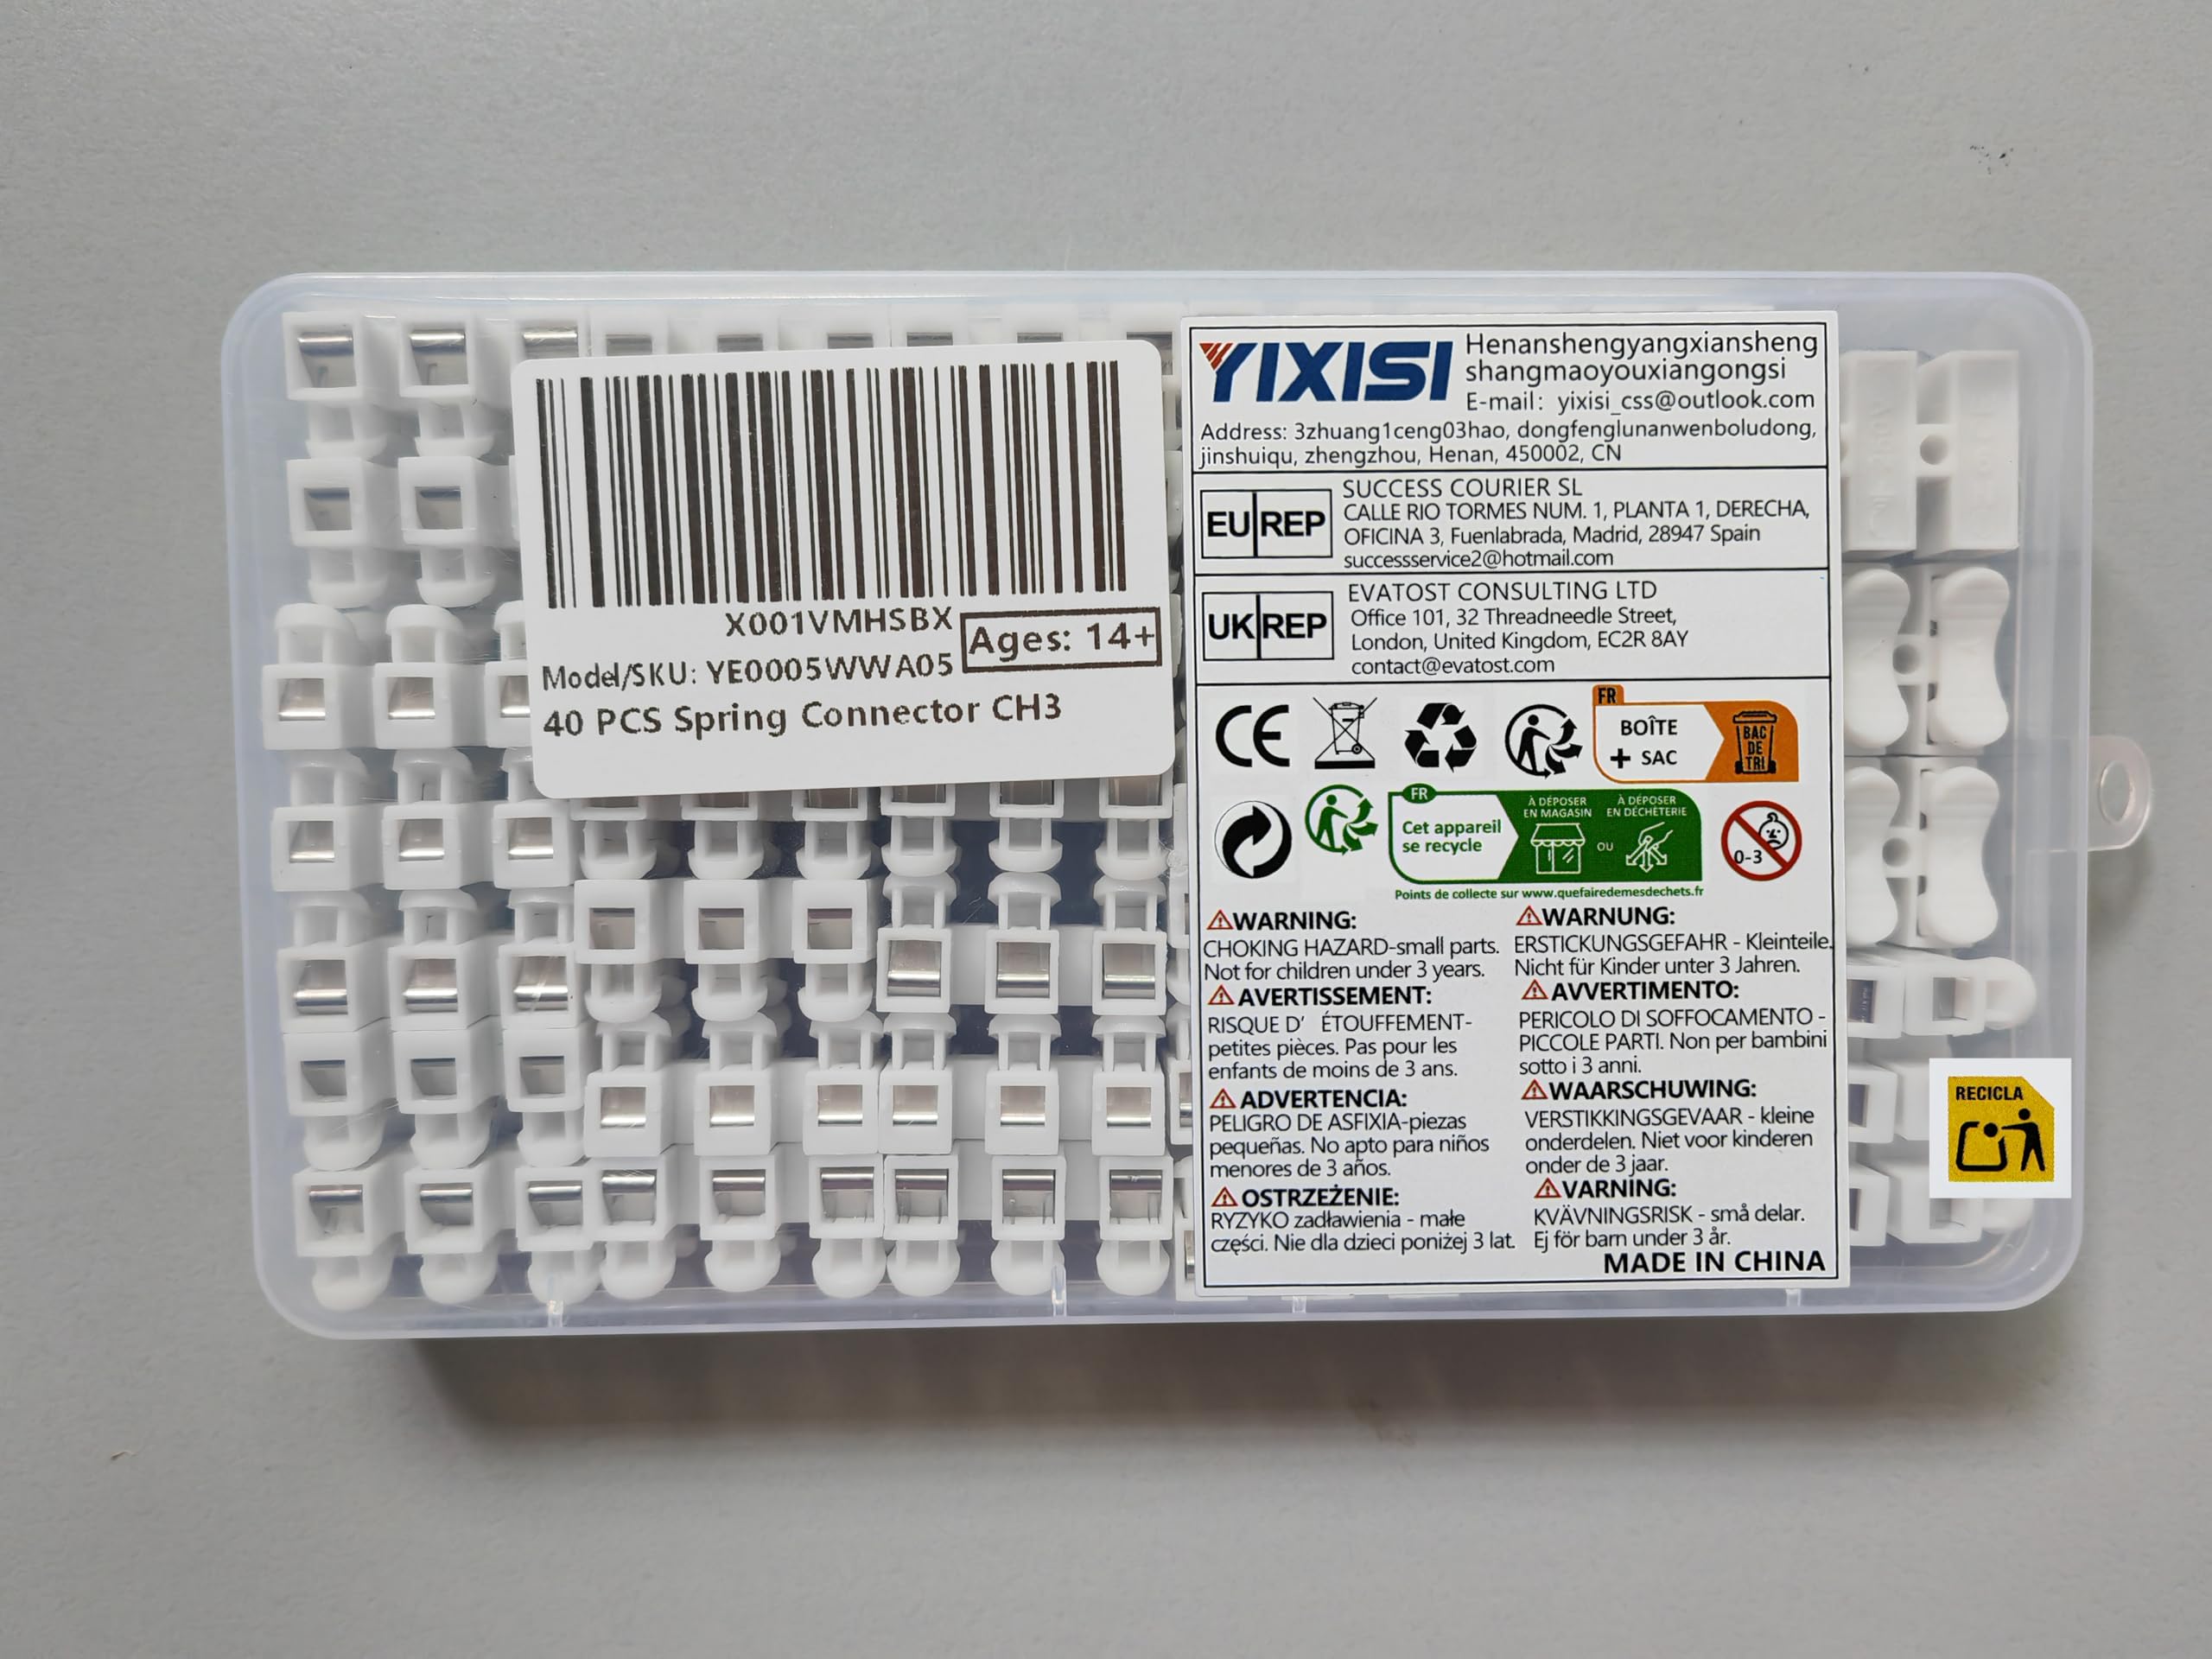 X001VMHSBX
Ages: 14+
Model/SKU: YE0005WWA05
40 PCS Spring Connector CH3
YIXISI
Henanshengyangxiansheng
shangmaoyouxiangongsi
E-mail: yixisi_css@outlook.com
Address: 3zhuang1ceng03hao, dongfenglunanwenboludong,
jinshuiqu, zhengzhou, Henan, 450002, CN
EU REP
SUCCESS COURIER SL
CALLE RIO TORMES NUM. 1, PLANTA 1, DERECHA,
OFICINA 3, Fuenlabrada, Madrid, 28947 Spain
successservice2@hotmail.com
UK REP
EVATOST CONSULTING LTD
Office 101, 32 Threadneedle Street,
London, United Kingdom, EC2R 8AY
contact@evatost.com
CE
FR
BOÎTE
+ SAC
BAC
DE
TRI
FR
Cet appareil
se recycle
À DÉPOSER
EN MAGASIN
OU
À DÉPOSER
EN DÉCHÈTERIE
Points de collecte sur www.quefairedemesdechets.fr
0-3
WARNING:
CHOKING HAZARD-small parts.
Not for children under 3 years.
WARNUNG:
ERSTICKUNGSGEFAHR - Kleinteile.
Nicht für Kinder unter 3 Jahren.
AVERTISSEMENT:
RISQUE D' ÉTOUFFEMENT-
petites pièces. Pas pour les
enfants de moins de 3 ans.
AVVERTIMENTO:
PERICOLO DI SOFFOCAMENTO -
PICCOLE PARTI. Non per bambini
sotto i 3 anni.
ADVERTENCIA:
PELIGRO DE ASFIXIA-piezas
pequeñas. No apto para niños
menores de 3 años.
WAARSCHUWING:
VERSTIKKINGSGEVAAR - kleine
onderdelen. Niet voor kinderen
onder de 3 jaar.
OSTRZEŻENIE:
RYZYKO zadławienia - małe
części. Nie dla dzieci poniżej 3 lat.
VARNING:
KVÄVNINGSRISK - små delar.
Ej för barn under 3 år.
MADE IN CHINA
RECICLA